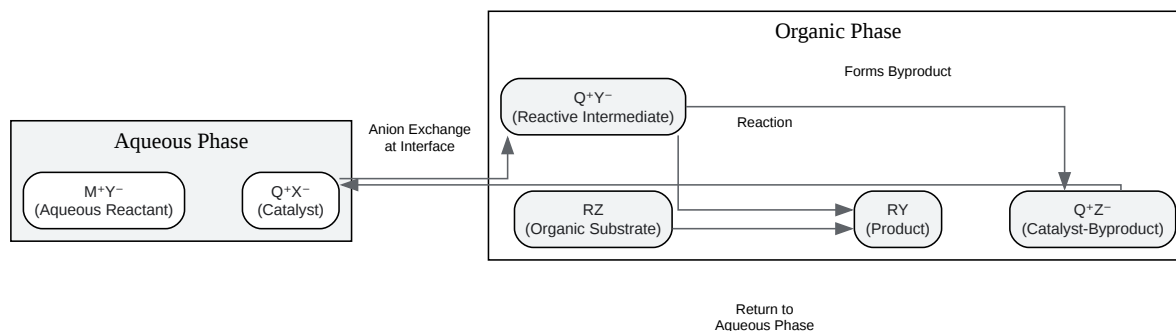 Organic Phase
Forms Byproduct
Q⁺Y⁻
(Reactive Intermediate)
Reaction
Anion Exchange
at Interface
Aqueous Phase
M⁺Y⁻
(Aqueous Reactant)
Q⁺X⁻
(Catalyst)
RZ
(Organic Substrate)
RY
(Product)
Q⁺Z⁻
(Catalyst-Byproduct)
Return to
Aqueous Phase